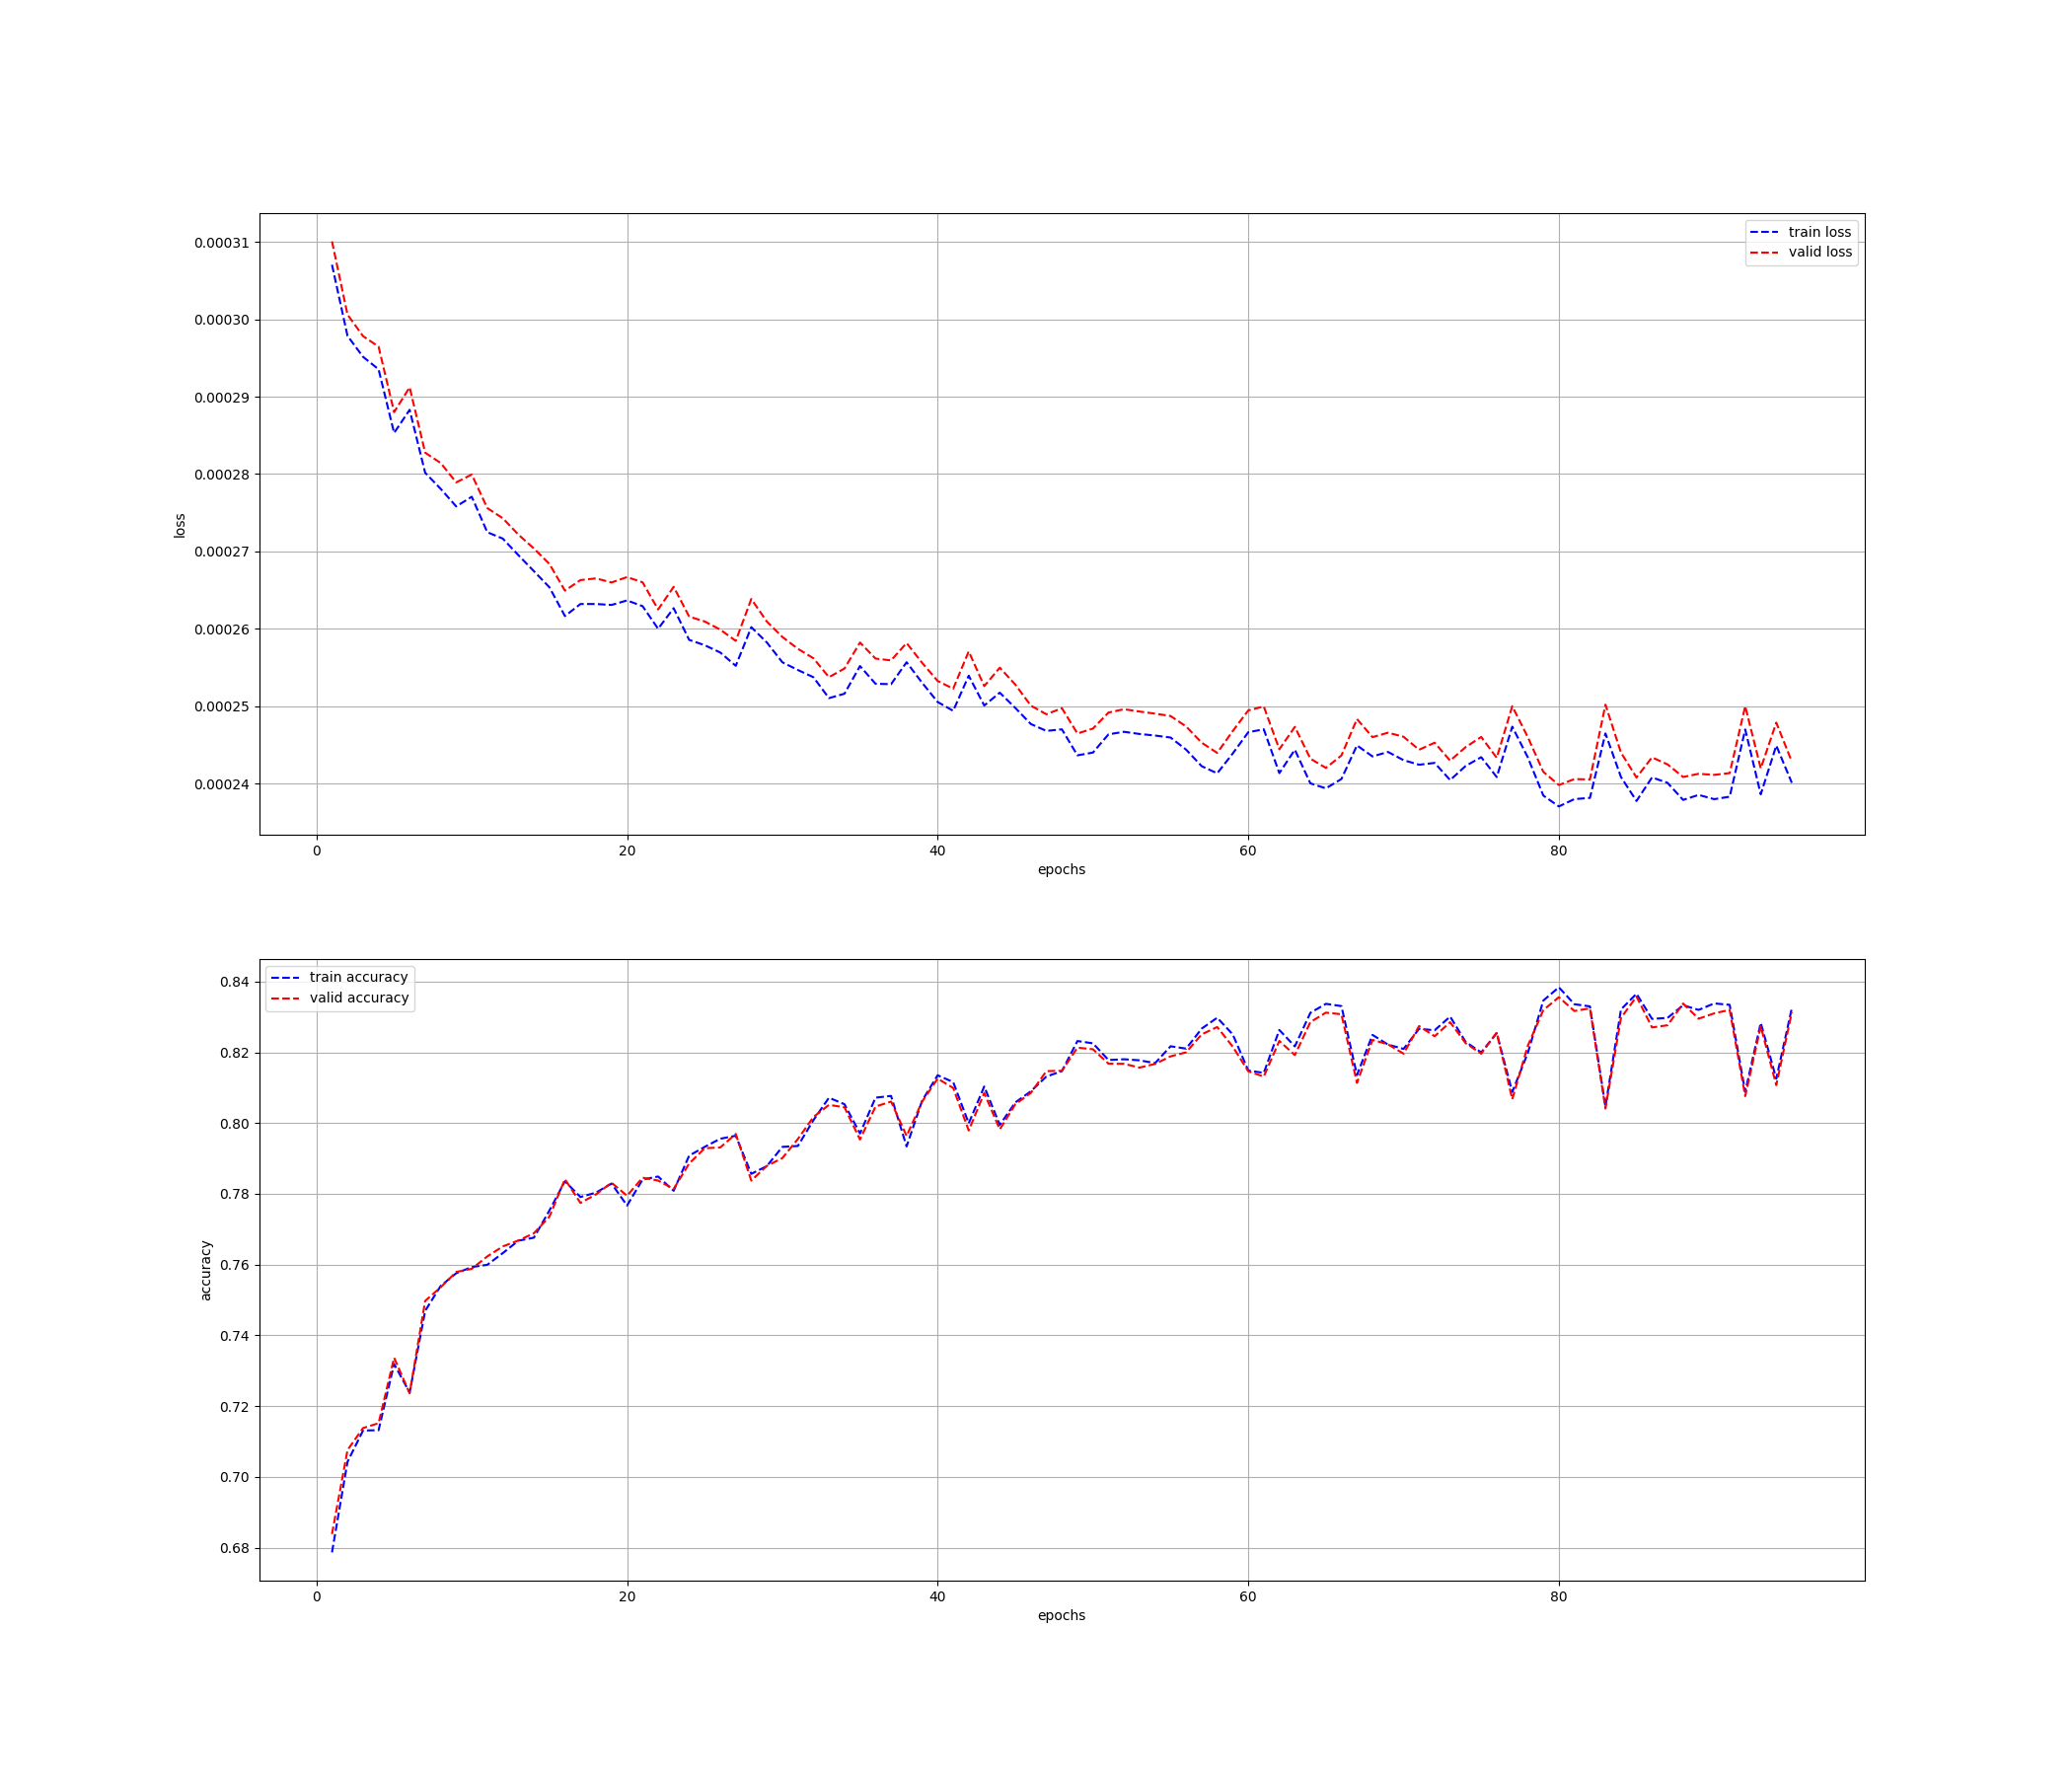 0.00031
0.00030
0.00029
0.00028
0.00027
0.00026
0.00025
0.00024
loss
train loss
valid loss
0 20 40 60 80
epochs
0.84
0.82
0.80
0.78
0.76
0.74
0.72
0.70
0.68
accuracy
train accuracy
valid accuracy
0 20 40 60 80
epochs